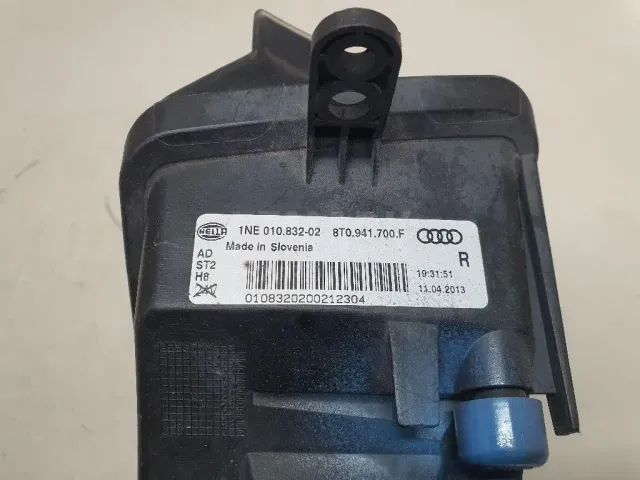 HELLA 1NE 010.832-02 8T0.941.700.F
Made in Slovenia R
AD
ST2
H8
19:31:51
11.04.2013
0108320200212304